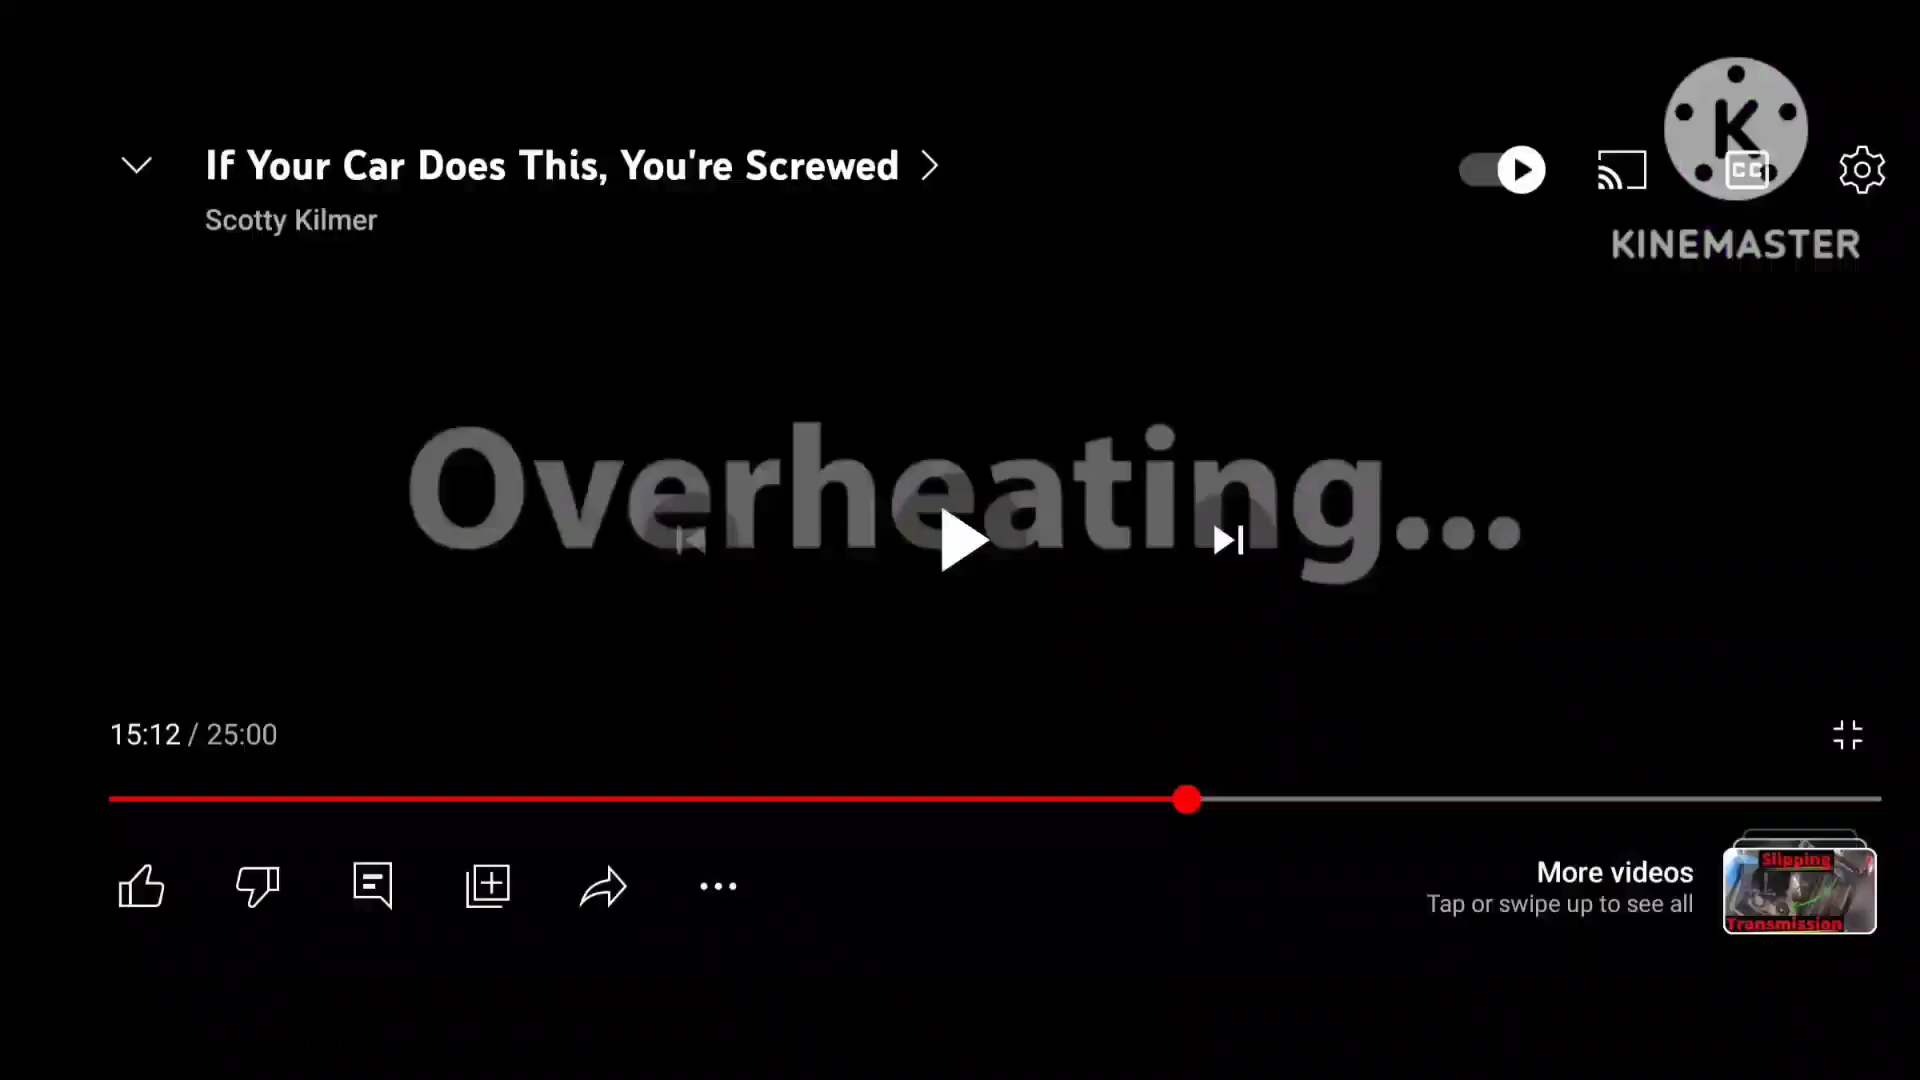 If Your Car Does This, You're Screwed
Scotty Kilmer
K
CC
KINEMASTER
Overheating...
15:12 / 25:00
More videos
Tap or swipe up to see all
Slipping
Transmission